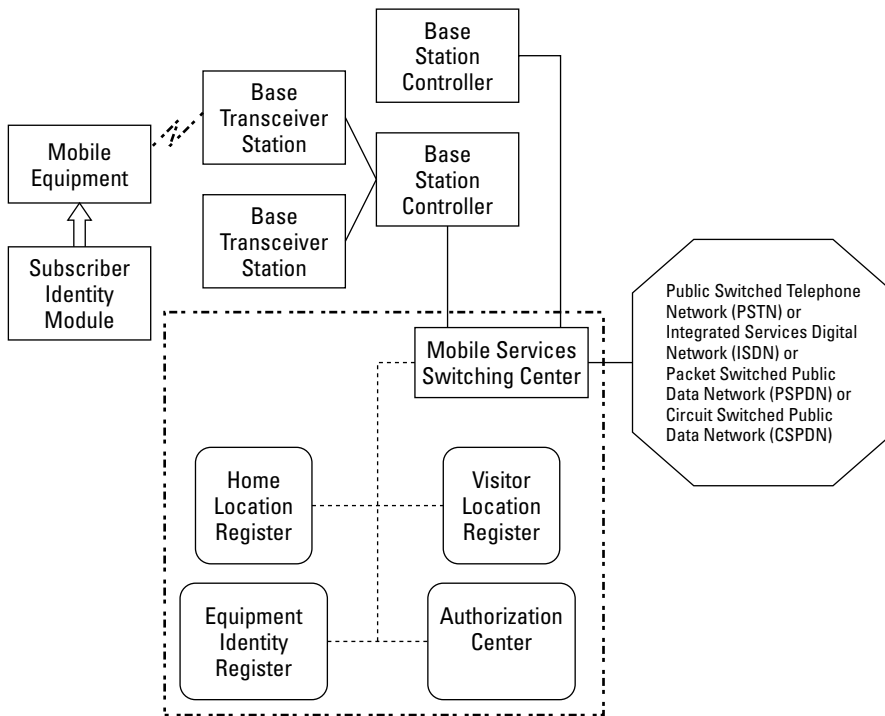 Base
Station
Controller
Base
Transceiver
Station
Mobile
Equipment
Base
Station
Controller
Base
Transceiver
Station
Subscriber
Identity
Module
Public Switched Telephone
Network (PSTN) or
Integrated Services Digital
Network (ISDN) or
Packet Switched Public
Data Network (PSPDN) or
Circuit Switched Public
Data Network (CSPDN)
Mobile Services
Switching Center
Home
Location
Register
Visitor
Location
Register
Equipment
Identity
Register
Authorization
Center